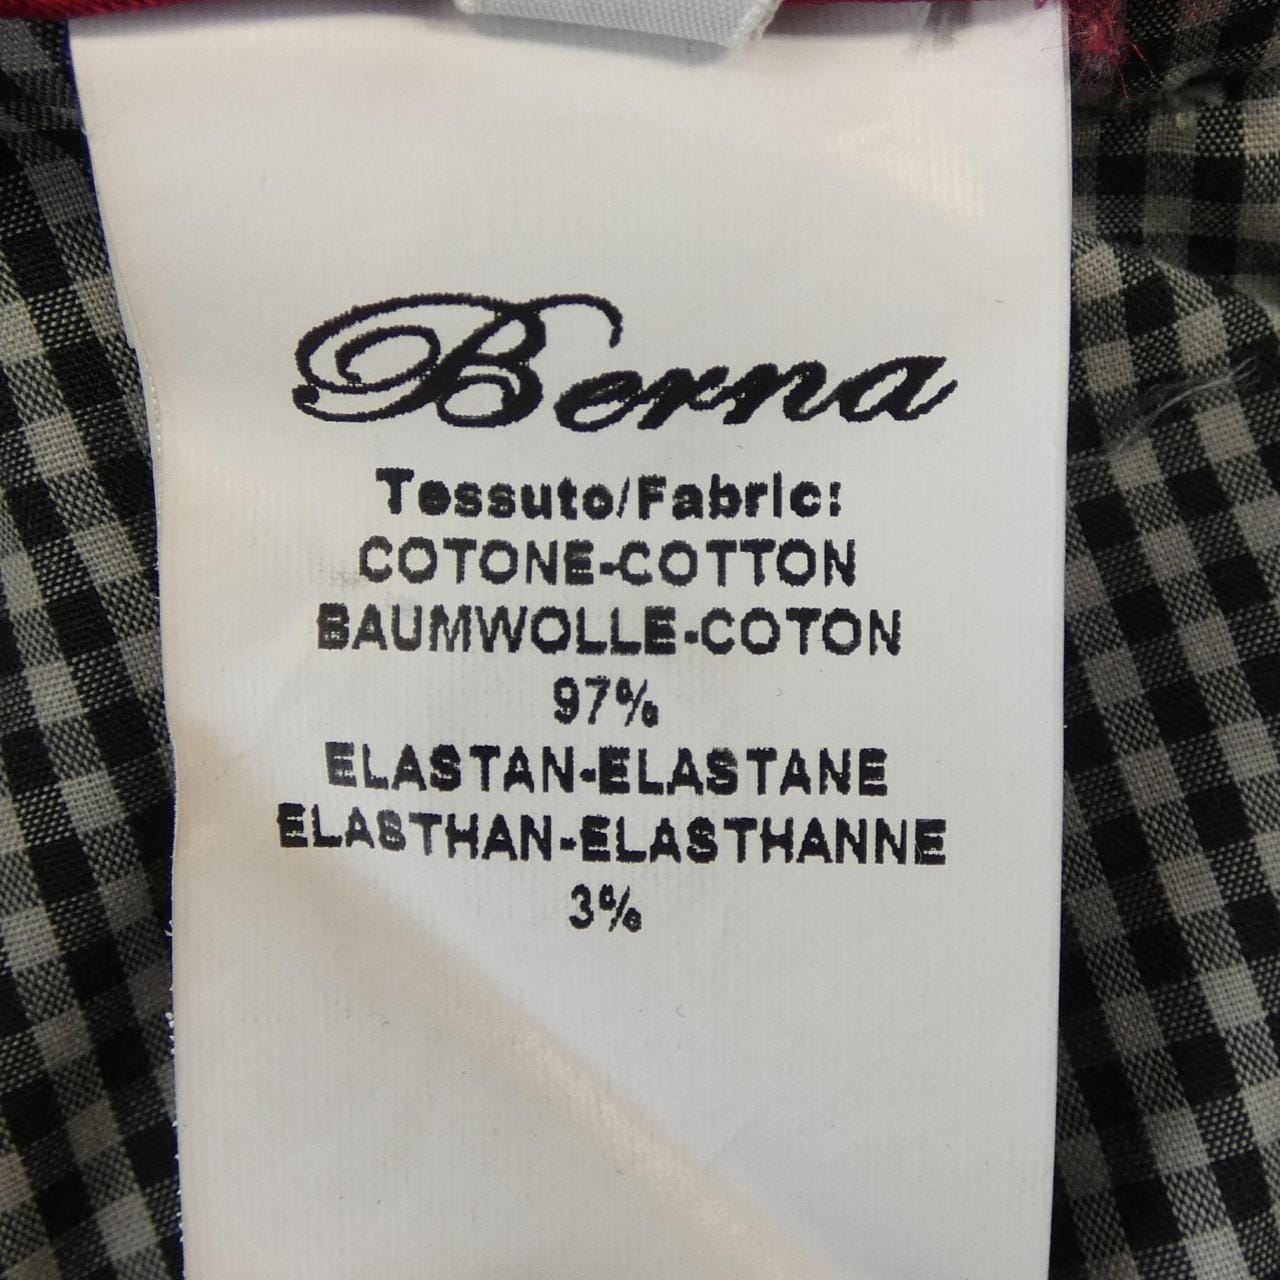 Berna
Tessuto/Fabric:
COTONE-COTTON
BAUMWOLLE-COTON
97%
ELASTAN-ELASTANE
ELASTHAN-ELASTHANNE
3%